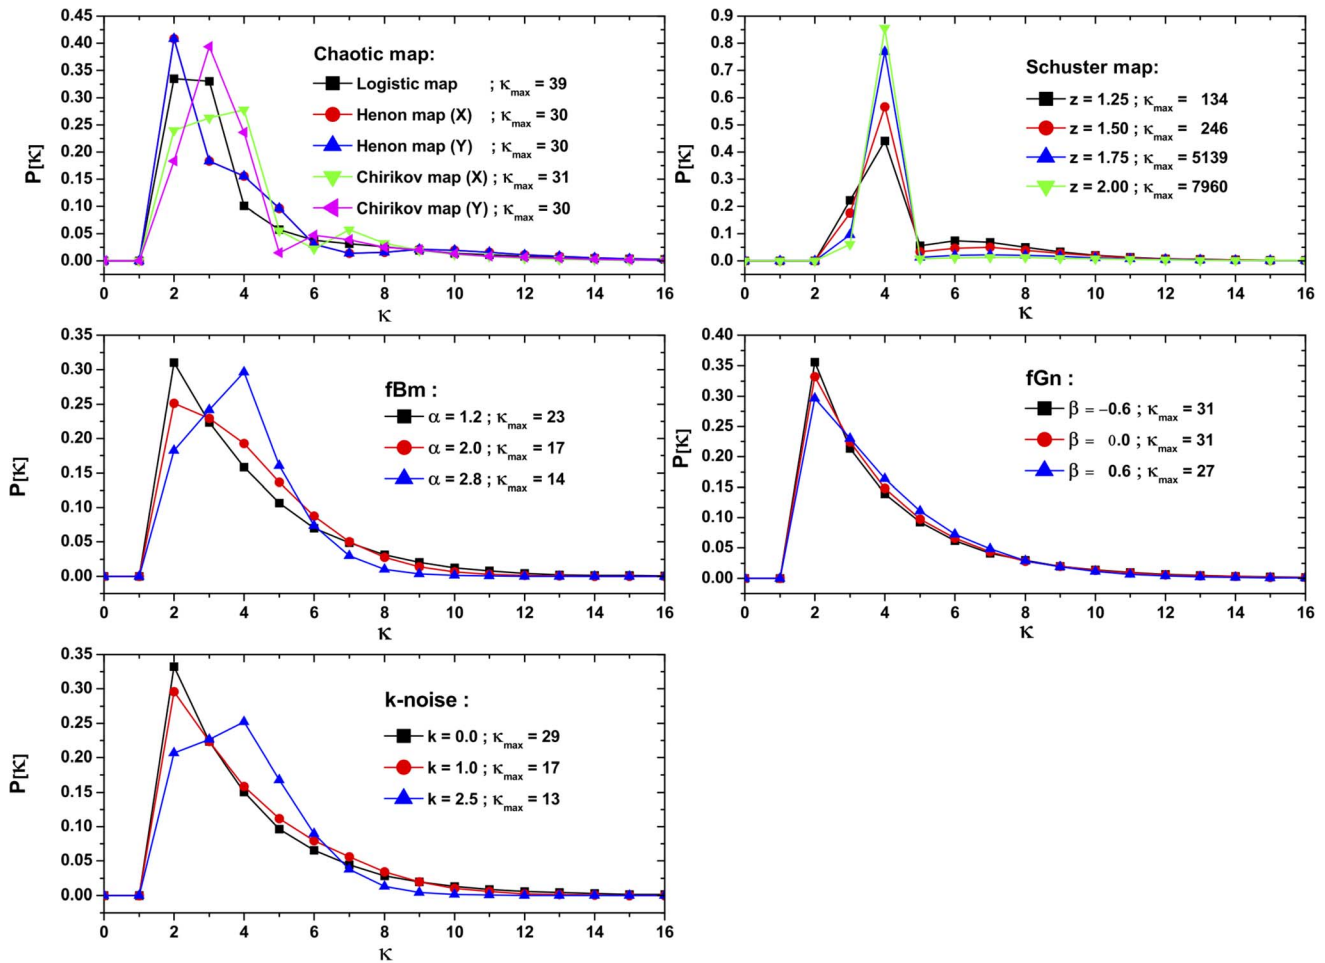 Chaotic map:
Logistic map ; κmax = 39
Henon map (X) ; κmax = 30
Henon map (Y) ; κmax = 30
Chirikov map (X) ; κmax = 31
Chirikov map (Y) ; κmax = 30
P[κ]
0.45
0.40
0.35
0.30
0.25
0.20
0.15
0.10
0.05
0.00
0 2 4 6 8 10 12 14 16
κ
Schuster map:
z = 1.25 ; κmax = 134
z = 1.50 ; κmax = 246
z = 1.75 ; κmax = 5139
z = 2.00 ; κmax = 7960
P[κ]
0.9
0.8
0.7
0.6
0.5
0.4
0.3
0.2
0.1
0.0
0 2 4 6 8 10 12 14 16
κ
fBm :
α = 1.2 ; κmax = 23
α = 2.0 ; κmax = 17
α = 2.8 ; κmax = 14
P[κ]
0.35
0.30
0.25
0.20
0.15
0.10
0.05
0.00
0 2 4 6 8 10 12 14 16
κ
fGn :
β = −0.6 ; κmax = 31
β = 0.0 ; κmax = 31
β = 0.6 ; κmax = 27
P[κ]
0.40
0.35
0.30
0.25
0.20
0.15
0.10
0.05
0.00
0 2 4 6 8 10 12 14 16
κ
k-noise :
k = 0.0 ; κmax = 29
k = 1.0 ; κmax = 17
k = 2.5 ; κmax = 13
P[κ]
0.35
0.30
0.25
0.20
0.15
0.10
0.05
0.00
0 2 4 6 8 10 12 14 16
κ